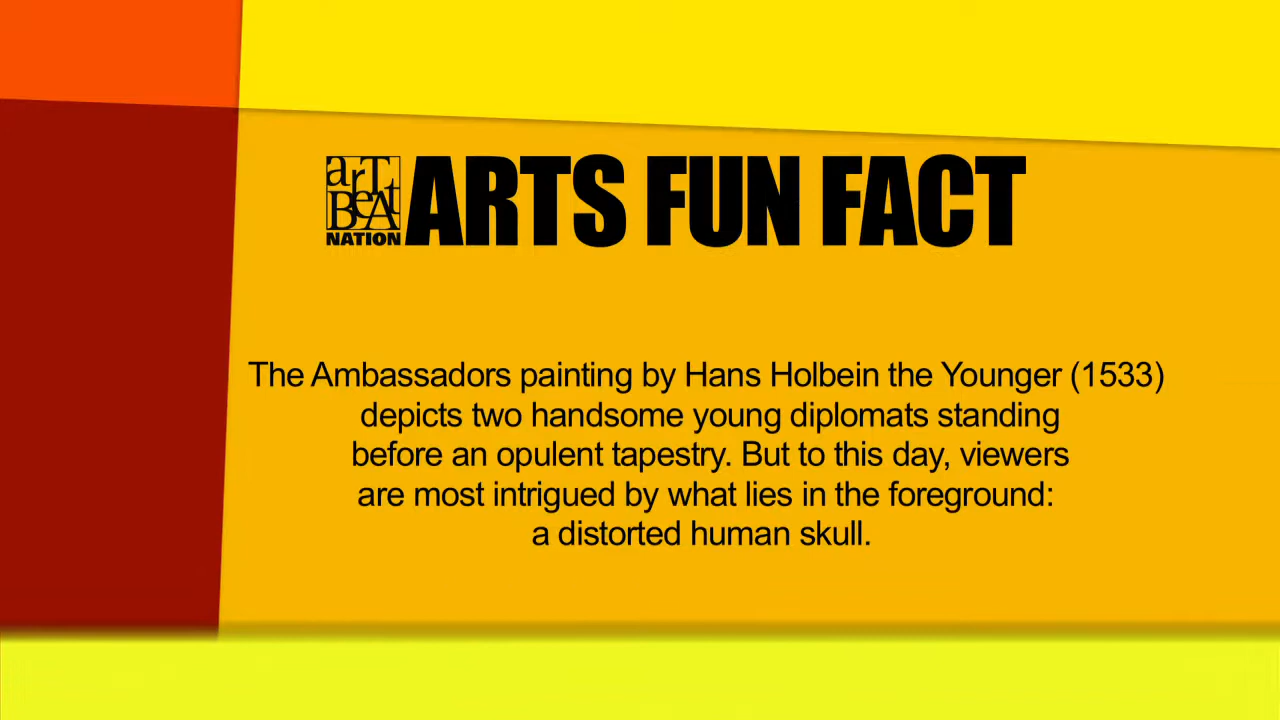 arT
BeAt
NATION
ARTS FUN FACT
The Ambassadors painting by Hans Holbein the Younger (1533)
depicts two handsome young diplomats standing
before an opulent tapestry. But to this day, viewers
are most intrigued by what lies in the foreground:
a distorted human skull.